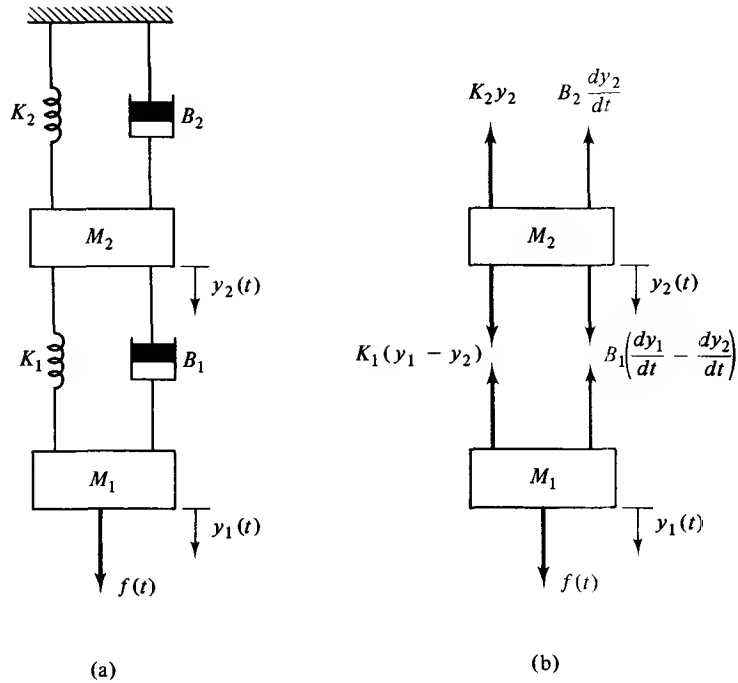 K₂
B₂
M₂
y₂(t)
K₁
B₁
M₁
y₁(t)
f(t)
(a)
K₂y₂
B₂ dy₂/dt
M₂
y₂(t)
K₁(y₁ − y₂)
B₁(dy₁/dt − dy₂/dt)
M₁
y₁(t)
f(t)
(b)